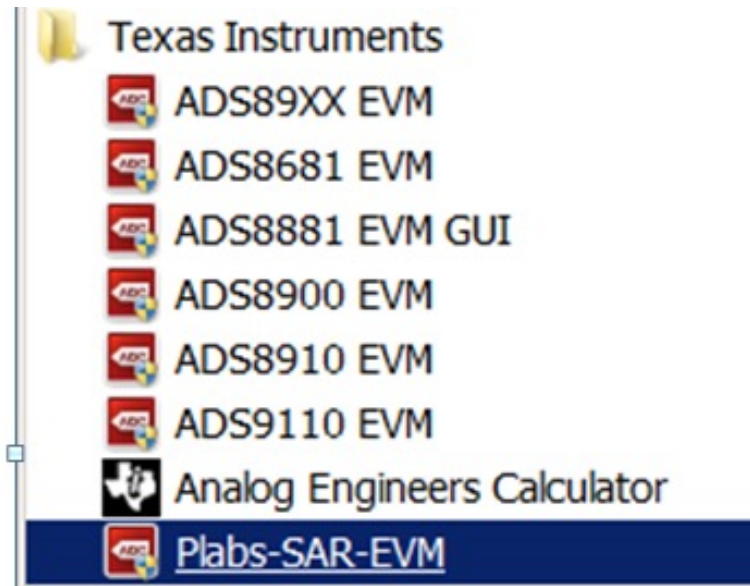 Texas Instruments
ADS89XX EVM
ADS8681 EVM
ADS8881 EVM GUI
ADS8900 EVM
ADS8910 EVM
ADS9110 EVM
Analog Engineers Calculator
Plabs-SAR-EVM